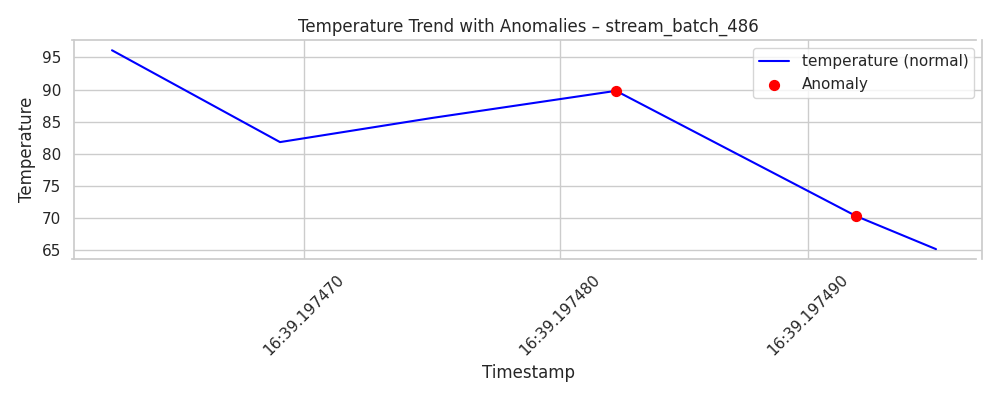 Temperature Trend with Anomalies – stream_batch_486
temperature (normal)
Anomaly
Temperature
95
90
85
80
75
70
65
16:39.197470
16:39.197480
16:39.197490
Timestamp